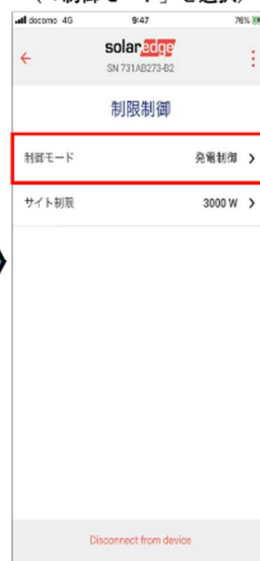 docomo 4G 9:47 76%
solaredge
SN 731AB273-B2
制限制御
制御モード 発電制御
サイト制限 3000 W
Disconnect from device